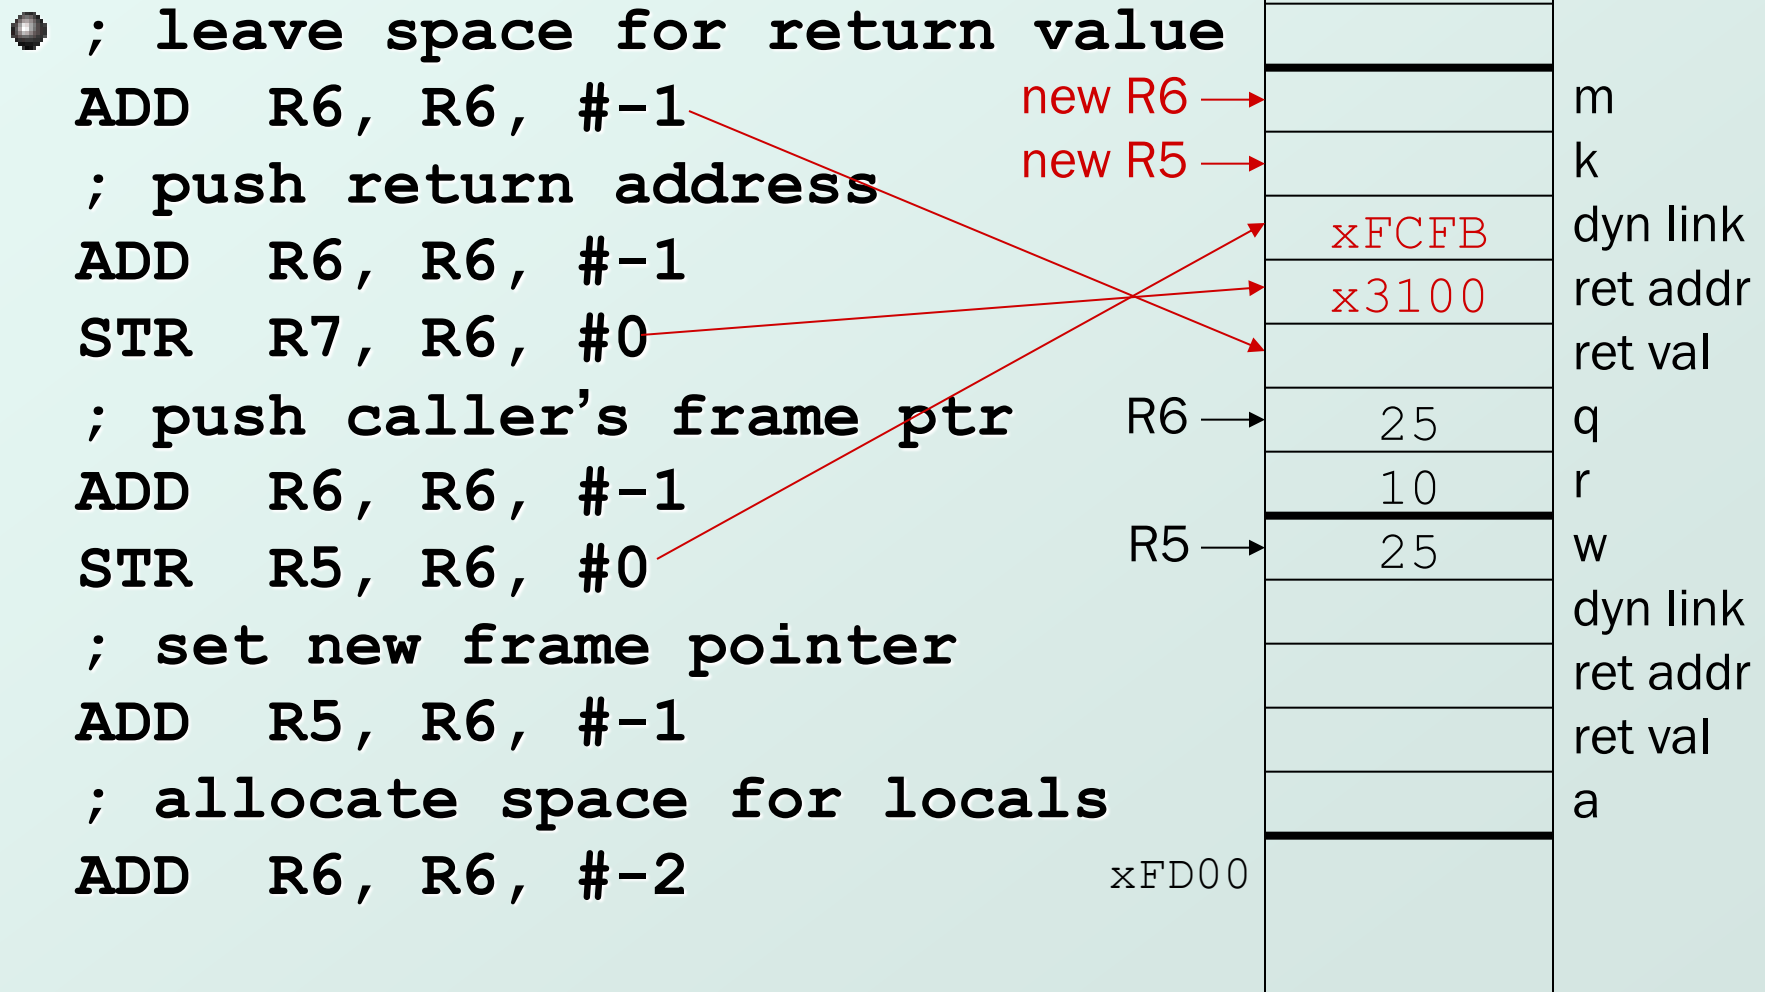 ; leave space for return value
ADD R6, R6, #-1
; push return address
ADD R6, R6, #-1
STR R7, R6, #0
; push caller’s frame ptr
ADD R6, R6, #-1
STR R5, R6, #0
; set new frame pointer
ADD R5, R6, #-1
; allocate space for locals
ADD R6, R6, #-2
new R6 m
new R5 k
xFCFB dyn link
x3100 ret addr
ret val
R6 25 q
10 r
R5 25 w
dyn link
ret addr
ret val
a
xFD00